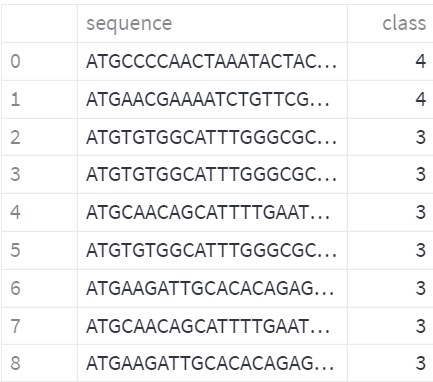 sequence class
0 ATGCCCCAACTAAATACTAC... 4
1 ATGAACGAAAATCTGTTCG... 4
2 ATGTGTGGCATTTGGGCGC... 3
3 ATGTGTGGCATTTGGGCGC... 3
4 ATGCAACAGCATTTTGAAT... 3
5 ATGTGTGGCATTTGGGCGC... 3
6 ATGAAGATTGCACACAGAG... 3
7 ATGCAACAGCATTTTGAAT... 3
8 ATGAAGATTGCACACAGAG... 3